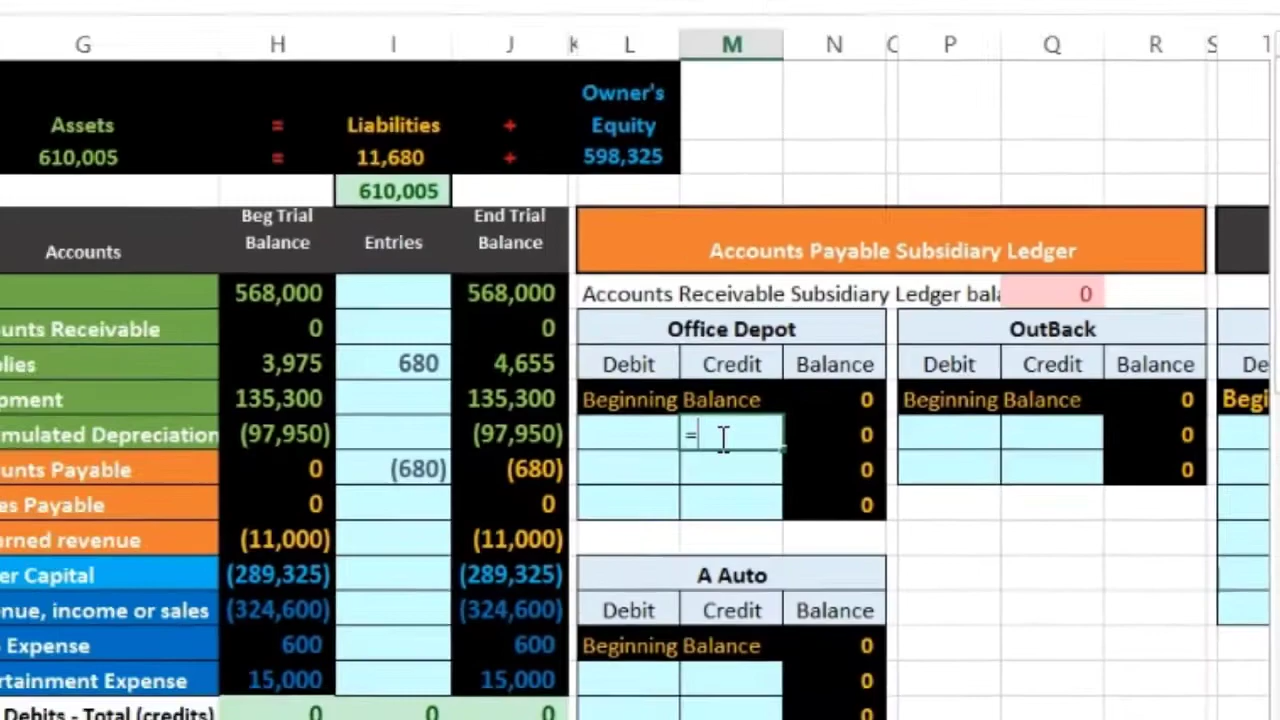 G H I J K L M N P Q R S
Owner's
Assets = Liabilities + Equity
610,005 = 11,680 + 598,325
610,005
Accounts Beg Trial Balance Entries End Trial Balance Accounts Payable Subsidiary Ledger
568,000 568,000 Accounts Receivable Subsidiary Ledger bala 0
unts Receivable 0 0 Office Depot OutBack
plies 3,975 680 4,655 Debit Credit Balance Debit Credit Balance De
pment 135,300 135,300 Beginning Balance 0 Beginning Balance 0 Begi
mulated Depreciation (97,950) (97,950) = 0 0
unts Payable 0 (680) (680) 0 0
es Payable 0 0 0
rned revenue (11,000) (11,000)
er Capital (289,325) (289,325) A Auto
nue, income or sales (324,600) (324,600) Debit Credit Balance
Expense 600 600 Beginning Balance 0
rtainment Expense 15,000 15,000 0
Debits - Total (credits) 0 0 0